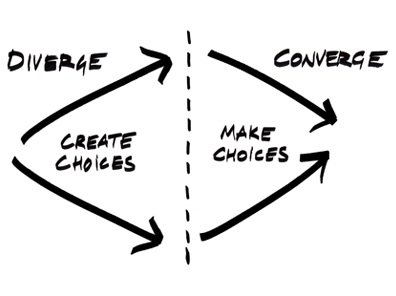 DIVERGE
CONVERGE
CREATE
CHOICES
MAKE
CHOICES